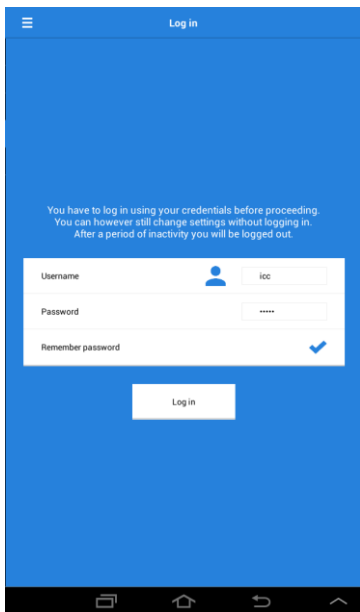 Log in
You have to log in using your credentials before proceeding.
You can however still change settings without logging in.
After a period of inactivity you will be logged out.
Username icc
Password •••••
Remember password
Log in